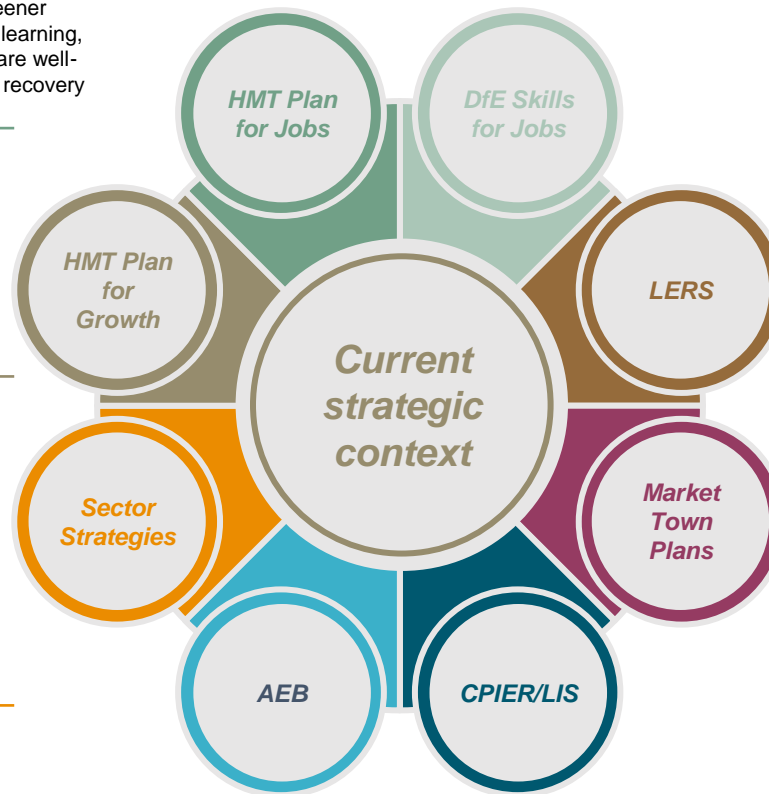 eener
learning,
are well-
recovery
HMT Plan
for Jobs
DfE Skills
for Jobs
HMT Plan
for
Growth
LERS
Current
strategic
context
Sector
Strategies
Market
Town
Plans
AEB
CPIER/LIS